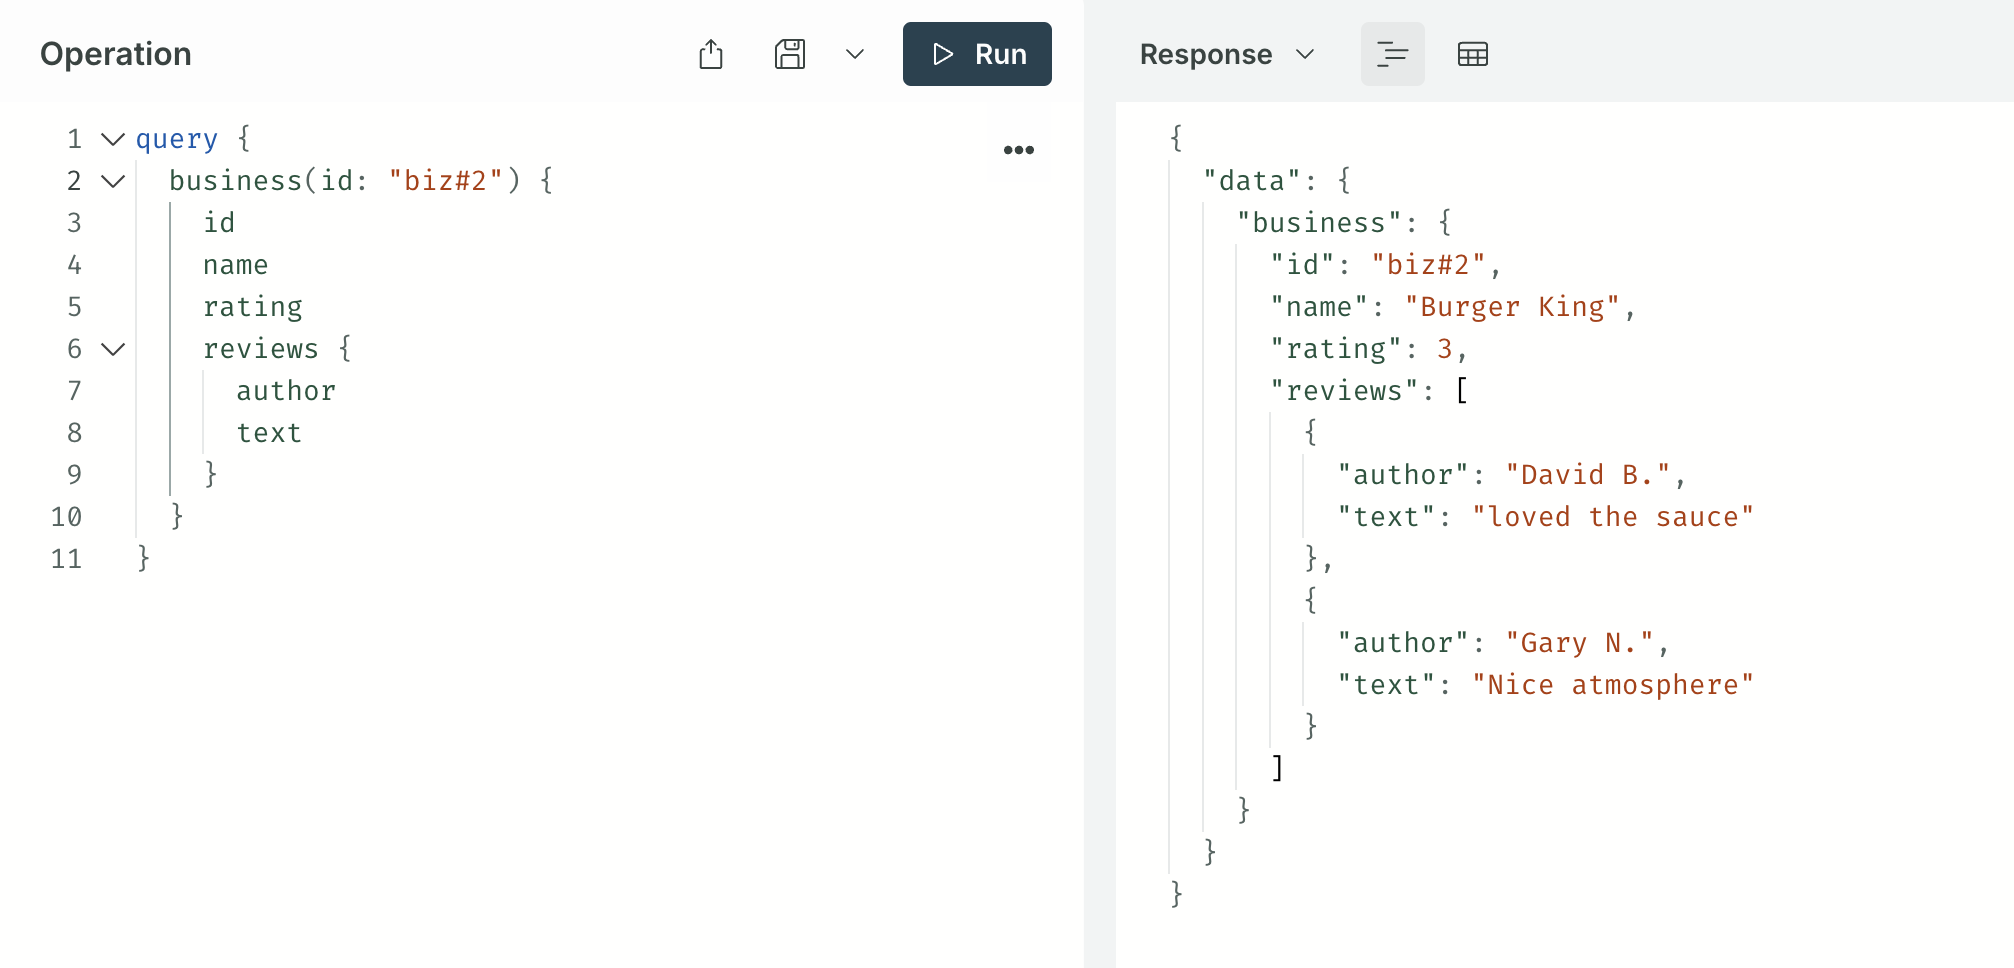 Operation
Run
1 query {
2 business(id: "biz#2") {
3 id
4 name
5 rating
6 reviews {
7 author
8 text
9 }
10 }
11 }
Response
{
"data": {
"business": {
"id": "biz#2",
"name": "Burger King",
"rating": 3,
"reviews": [
{
"author": "David B.",
"text": "loved the sauce"
},
{
"author": "Gary N.",
"text": "Nice atmosphere"
}
]
}
}
}